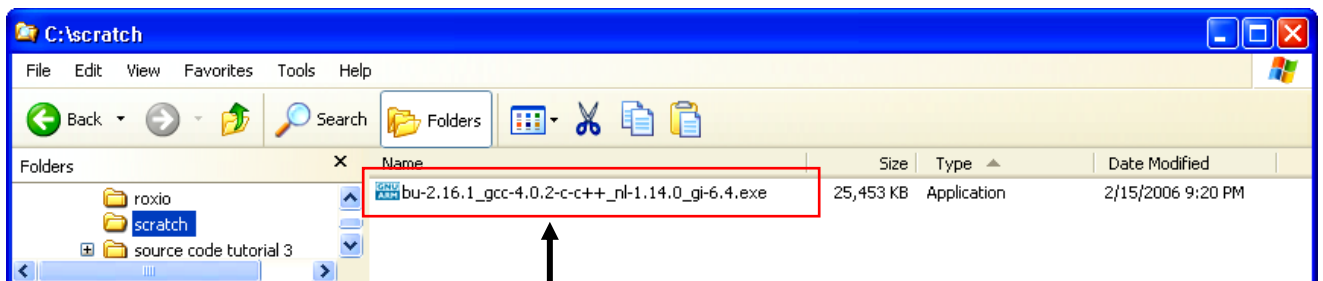 C:\scratch
File Edit View Favorites Tools Help
Back Search Folders
Folders X Name Size Type Date Modified
roxio
GNU ARM bu-2.16.1_gcc-4.0.2-c-c++_nl-1.14.0_gi-6.4.exe 25,453 KB Application 2/15/2006 9:20 PM
scratch
source code tutorial 3